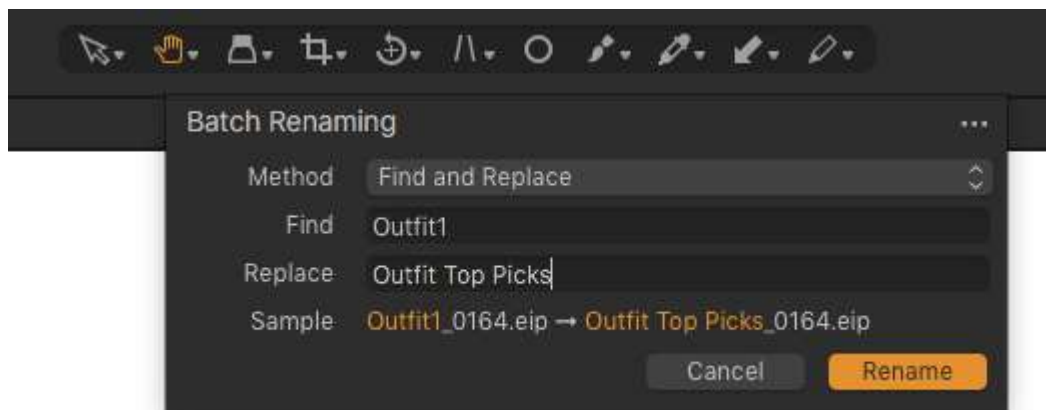 Batch Renaming ...
Method Find and Replace
Find Outfit1
Replace Outfit Top Picks
Sample Outfit1_0164.eip → Outfit Top Picks_0164.eip
Cancel Rename